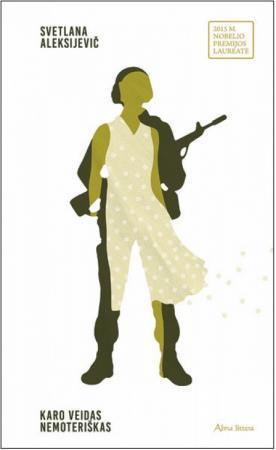 SVETLANA
ALEKSIJEVIČ
2015 M.
NOBELIO
PREMIJOS
LAUREATĖ
KARO VEIDAS
NEMOTERIŠKAS
Alma littera